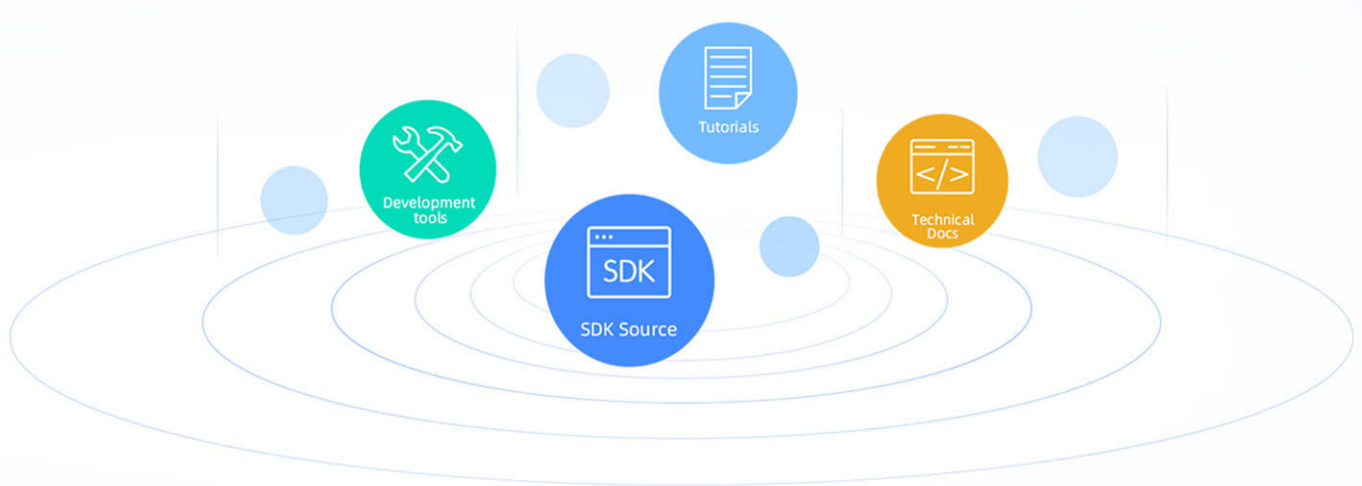 Tutorials
Development
tools
</>
Technical
Docs
SDK
SDK Source